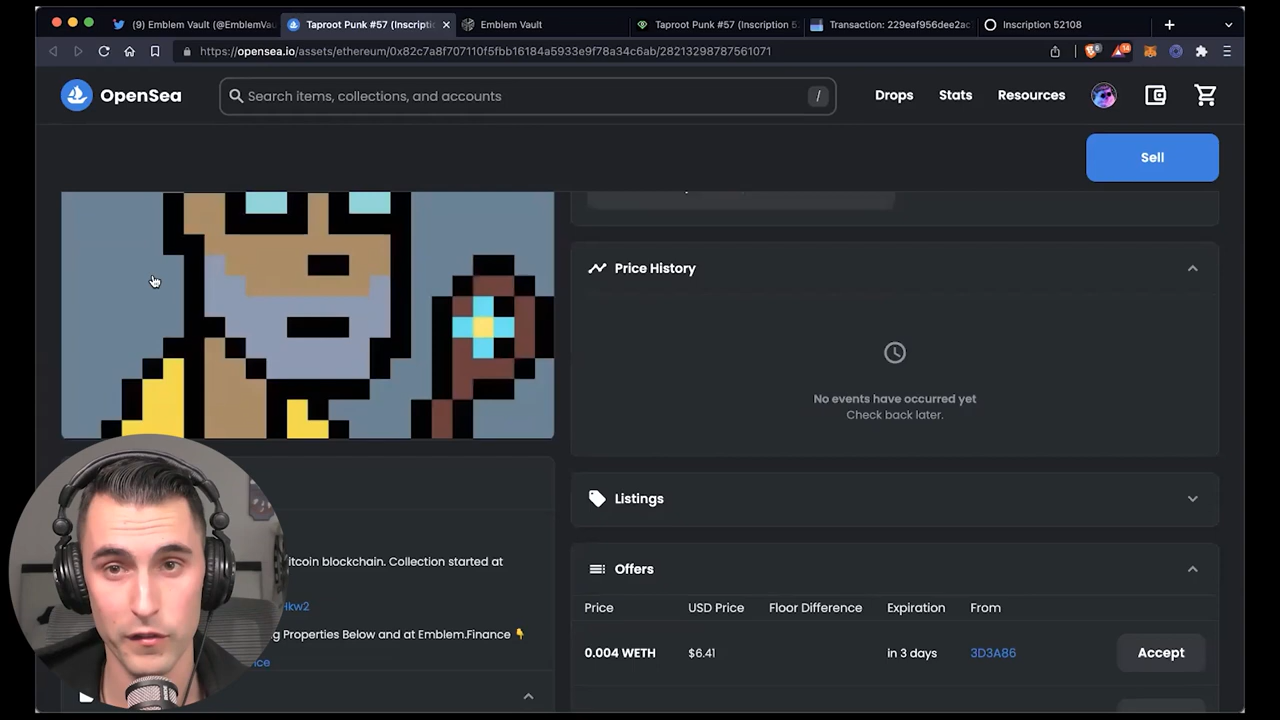 (9) Emblem Vault (@EmblemVau
Taproot Punk #57 (Inscripti
Emblem Vault
Taproot Punk #57 (Inscription 5
Transaction: 229eaf956dee2ac
Inscription 52108
https://opensea.io/assets/ethereum/0x82c7a8f707110f5fbb16184a5933e9f78a34c6ab/28213298787561071
6
14
OpenSea
Search items, collections, and accounts
/
Drops
Stats
Resources
Sell
Price History
No events have occurred yet
Check back later.
Listings
itcoin blockchain. Collection started at
Hkw2
g Properties Below and at Emblem.Finance 👇
Offers
Price
USD Price
Floor Difference
Expiration
From
0.004 WETH
$6.41
in 3 days
3D3A86
Accept